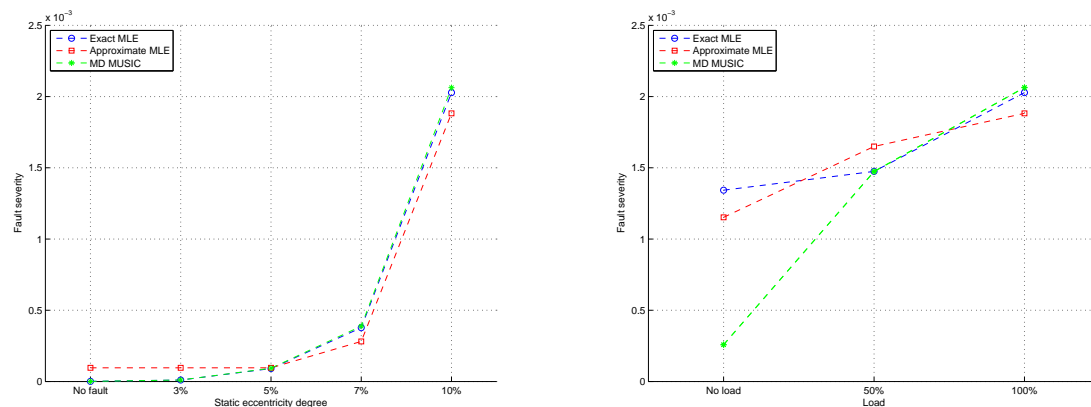 x 10⁻³
2.5
2
1.5
1
0.5
0
Fault severity
Exact MLE
Approximate MLE
MD MUSIC
No fault 3% 5% 7% 10%
Static eccentricity degree
x 10⁻³
2.5
2
1.5
1
0.5
0
Fault severity
Exact MLE
Approximate MLE
MD MUSIC
No load 50% 100%
Load